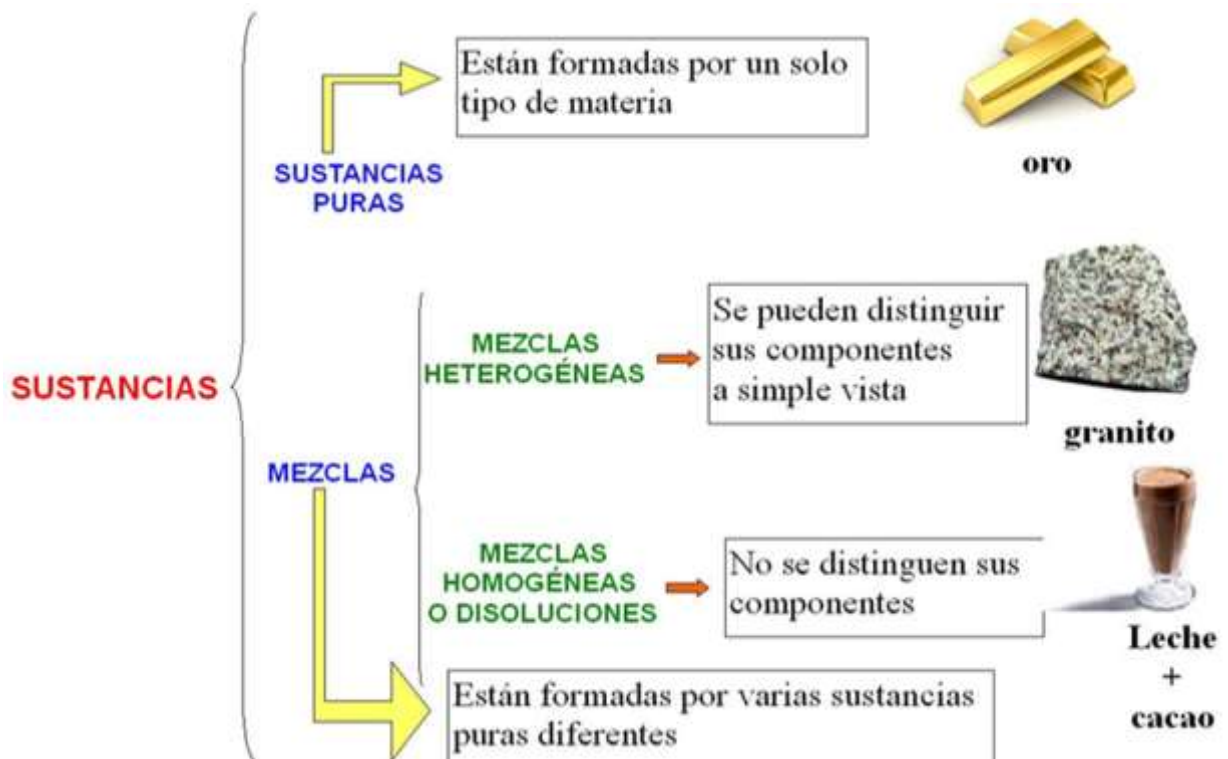 Están formadas por un solo
tipo de materia
oro
SUSTANCIAS
PURAS
SUSTANCIAS
MEZCLAS
MEZCLAS
HETEROGÉNEAS
Se pueden distinguir
sus componentes
a simple vista
granito
MEZCLAS
HOMOGÉNEAS
O DISOLUCIONES
No se distinguen sus
componentes
Leche
+
cacao
Están formadas por varias sustancias
puras diferentes